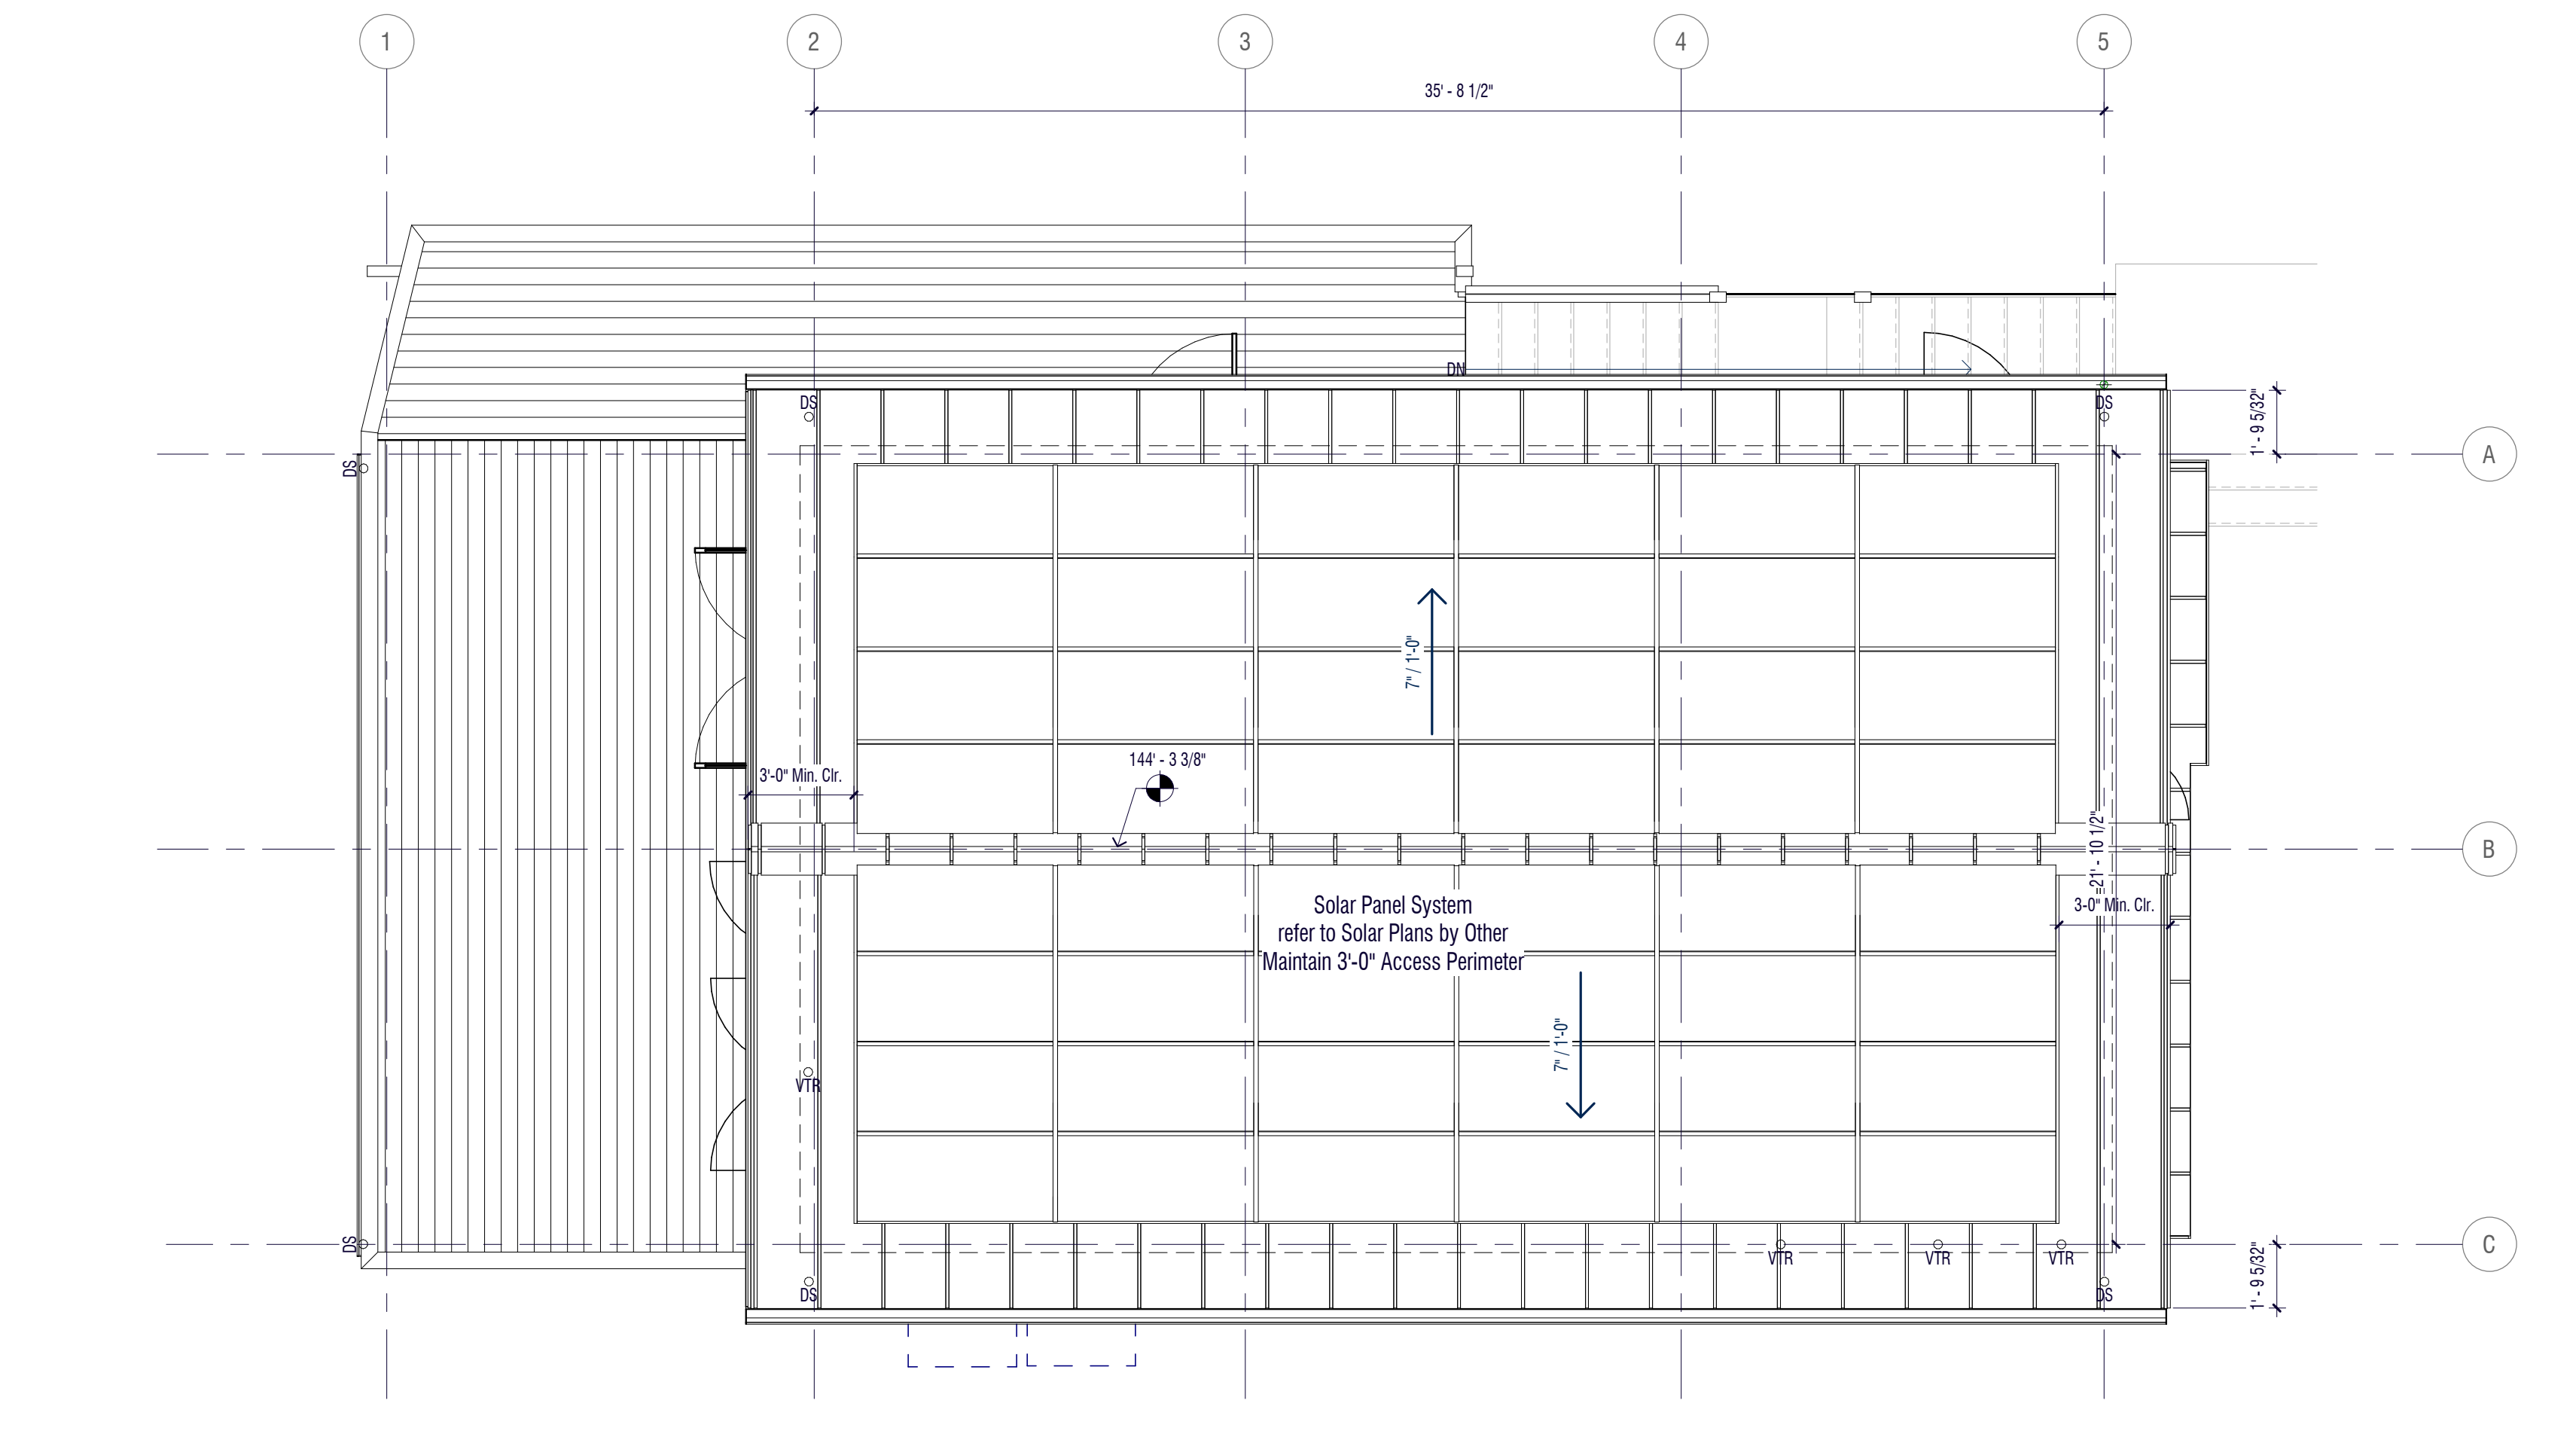 1
2
3
4
5
35' - 8 1/2"
DN
DS
DS
1' - 9 5/32"
A
DS
7" / 1'-0"
144' - 3 3/8"
3'-0" Min. Clr.
21' - 10 1/2"
B
Solar Panel System
refer to Solar Plans by Other
Maintain 3'-0" Access Perimeter
3-0" Min. Clr.
7" / 1'-0"
VTR
DS
VTR
VTR
VTR
C
1' - 9 5/32"
DS
DS